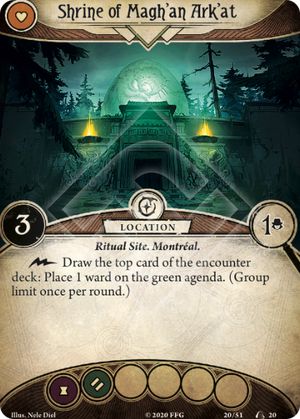 Shrine of Magh'an Ark'at
3
LOCATION
1
Ritual Site. Montréal.
Draw the top card of the encounter
deck: Place 1 ward on the green agenda. (Group
limit once per round.)
Illus. Nele Diel
© 2020 FFG
20/51
20